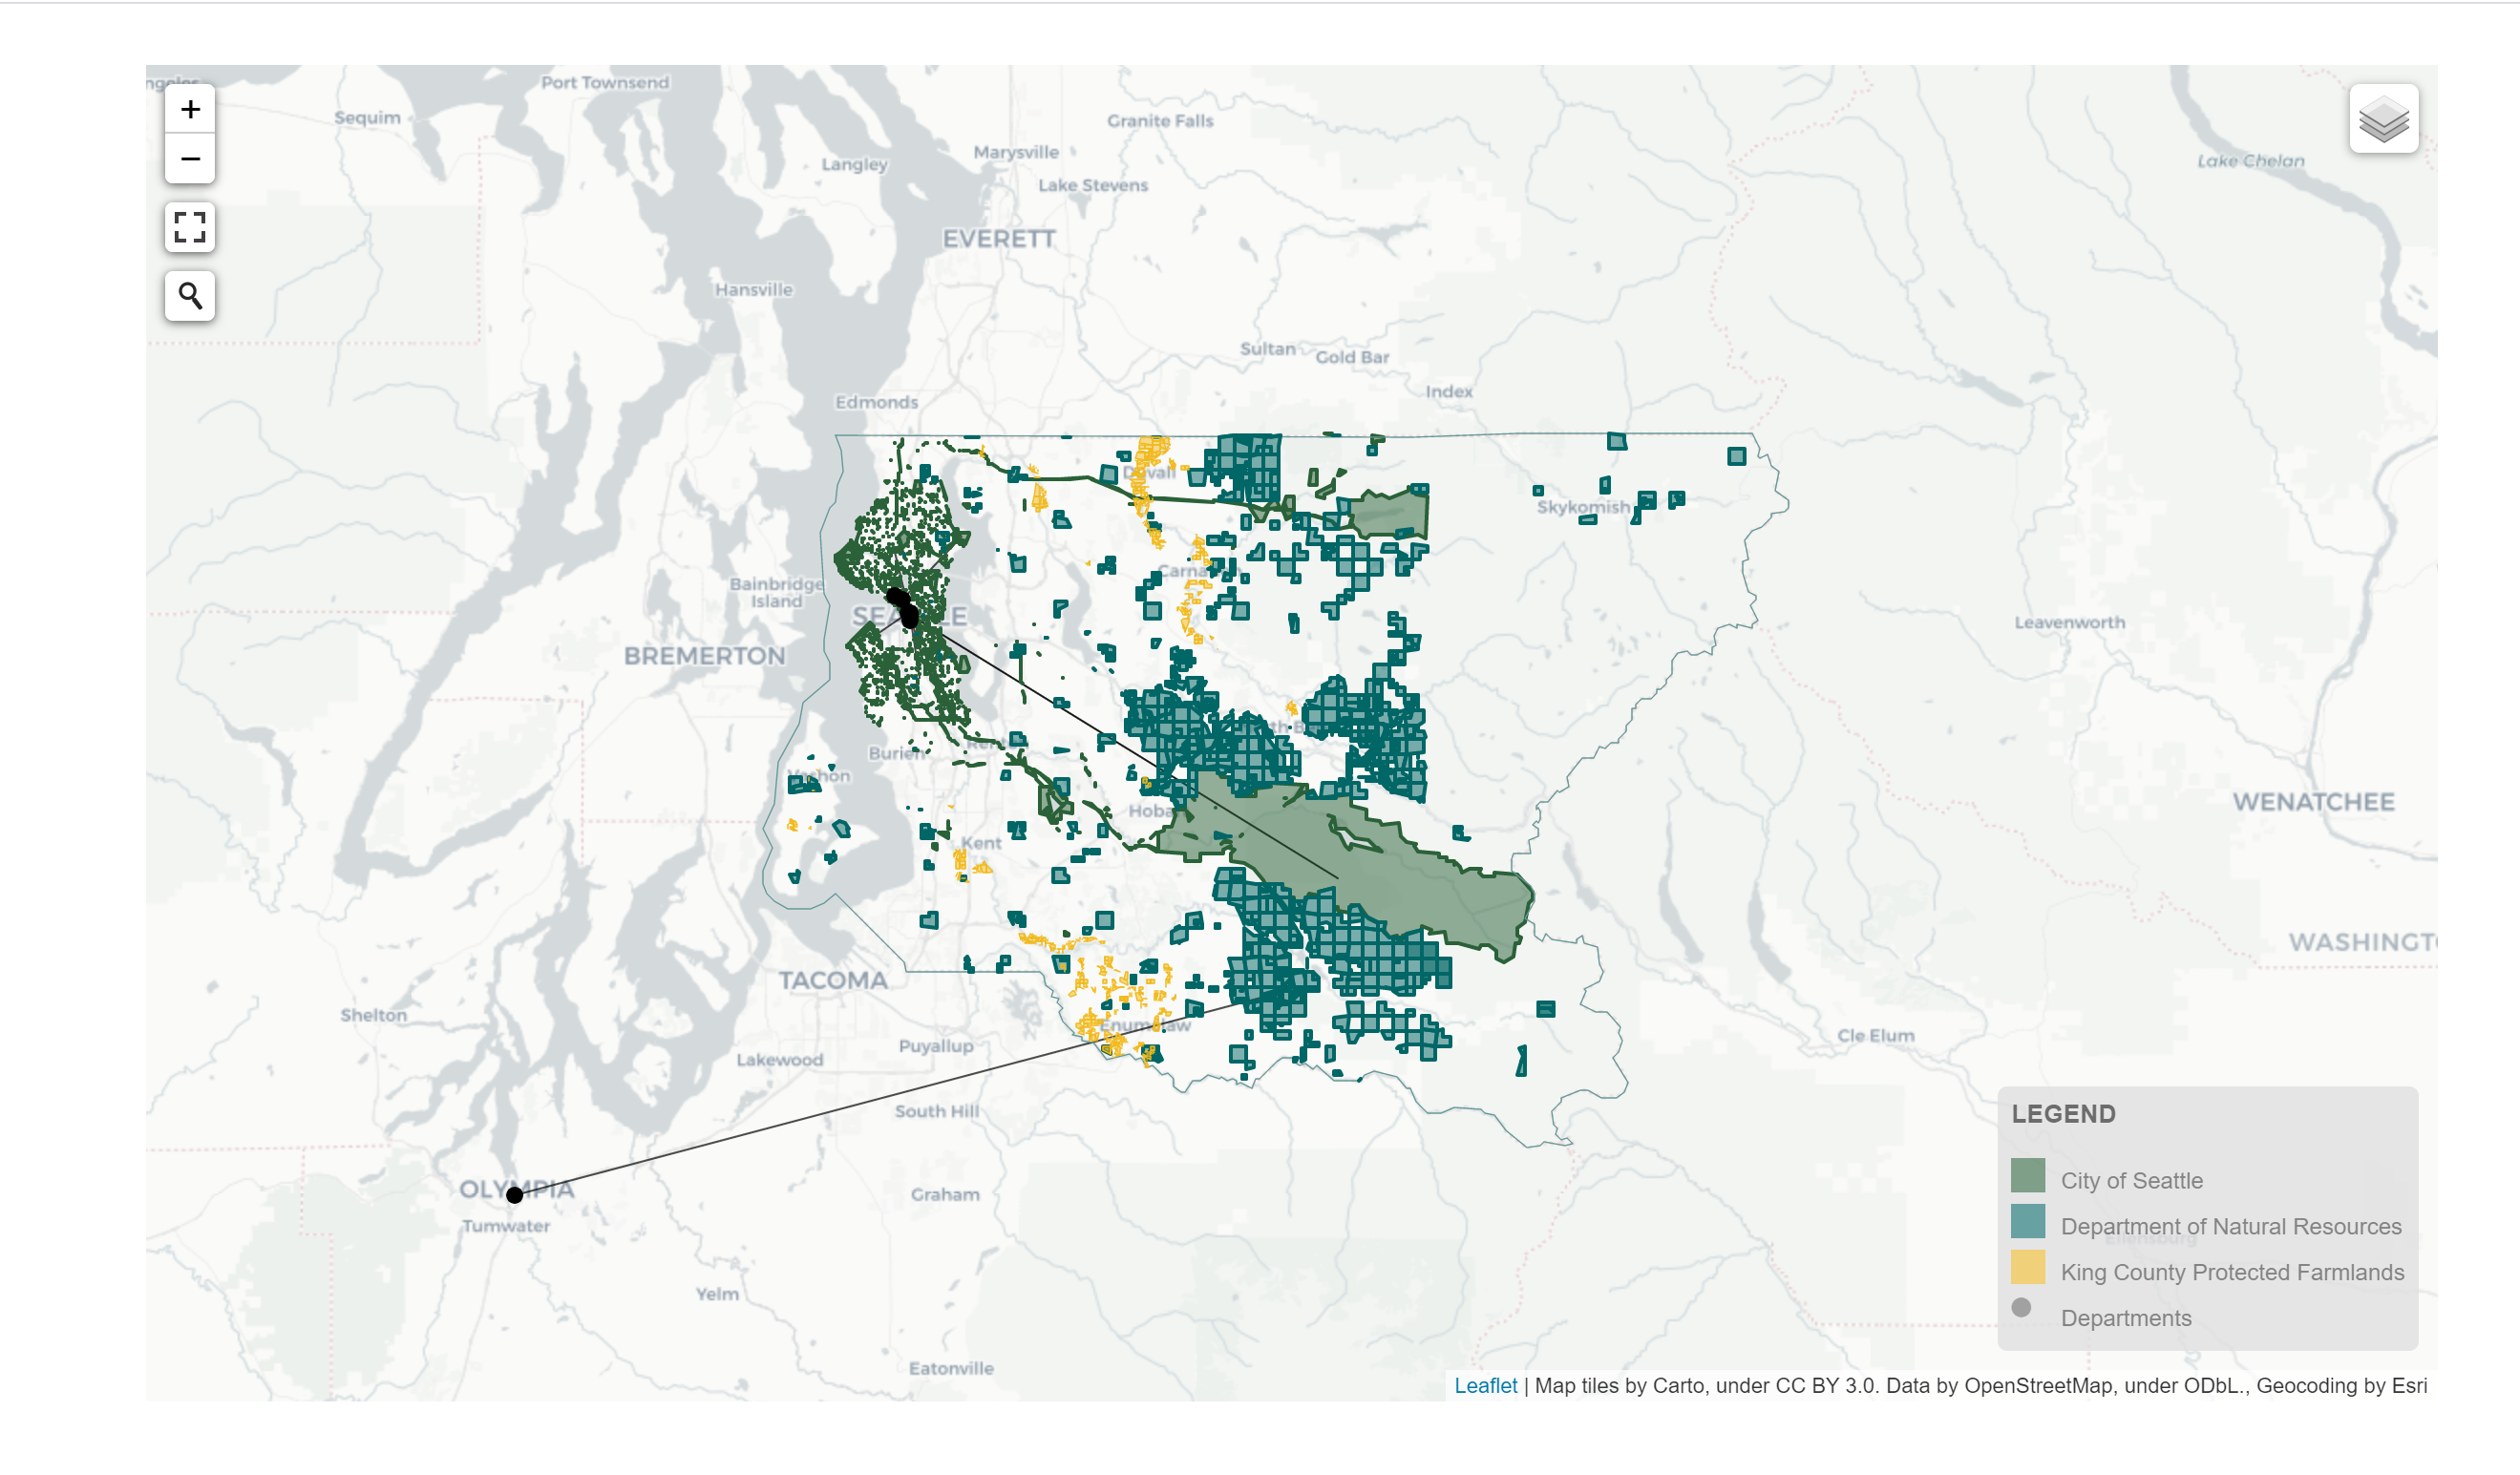 ngeles
Port Townsend
Sequim
+
−
Granite Falls
Marysville
Langley
Lake Stevens
Lake Chelan
EVERETT
Hansville
Sultan
Gold Bar
Index
Edmonds
Duvall
Skykomish
Carnation
Bainbridge
Island
SEATTLE
Leavenworth
BREMERTON
North B
Renton
Burien
Vashon
WENATCHEE
Hoba
Kent
WASHINGT
TACOMA
Shelton
Enumclaw
Cle Elum
Puyallup
Lakewood
South Hill
OLYMPIA
Graham
Tumwater
Yelm
Eatonville
LEGEND
City of Seattle
Department of Natural Resources
Ellensburg
King County Protected Farmlands
Departments
Leaflet | Map tiles by Carto, under CC BY 3.0. Data by OpenStreetMap, under ODbL., Geocoding by Esri